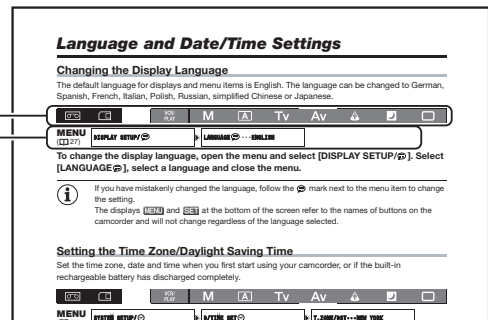 Language and Date/Time Settings
Changing the Display Language
The default language for displays and menu items is English. The language can be changed to German,
Spanish, French, Italian, Polish, Russian, simplified Chinese or Japanese.
VCR/ PLAY M A Tv Av
MENU DISPLAY SETUP/ LANGUAGE ···ENGLISH
( 27)
To change the display language, open the menu and select [DISPLAY SETUP/ ]. Select
[LANGUAGE ], select a language and close the menu.
If you have mistakenly changed the language, follow the mark next to the menu item to change
the setting.
The displays MENU and SET at the bottom of the screen refer to the names of buttons on the
camcorder and will not change regardless of the language selected.
Setting the Time Zone/Daylight Saving Time
Set the time zone, date and time when you first start using your camcorder, or if the built-in
rechargeable battery has discharged completely.
VCR/ PLAY M A Tv Av
MENU SYSTEM SETUP/ D/TIME SET T.ZONE/DST···NEW YORK